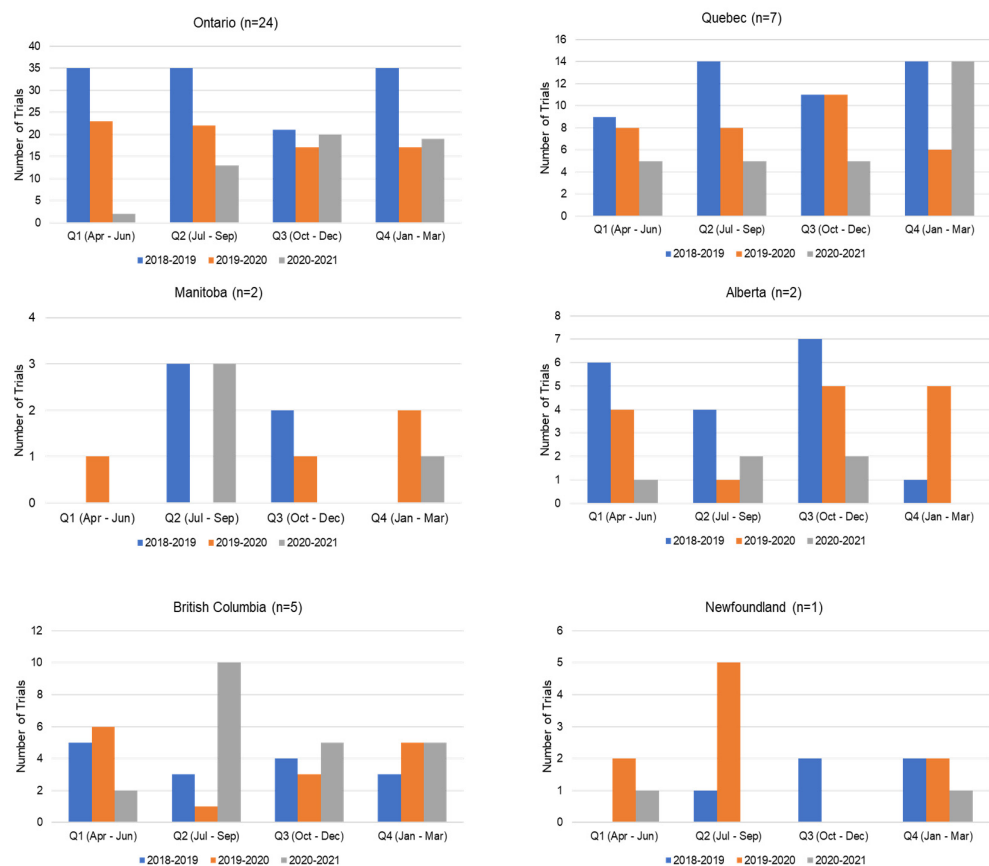 Ontario (n=24)
Number of Trials
40
35
30
25
20
15
10
5
0
Q1 (Apr - Jun) Q2 (Jul - Sep) Q3 (Oct - Dec) Q4 (Jan - Mar)
2018-2019 2019-2020 2020-2021
Quebec (n=7)
Number of Trials
16
14
12
10
8
6
4
2
0
Q1 (Apr - Jun) Q2 (Jul - Sep) Q3 (Oct - Dec) Q4 (Jan - Mar)
2018-2019 2019-2020 2020-2021
Manitoba (n=2)
Number of Trials
4
3
2
1
0
Q1 (Apr - Jun) Q2 (Jul - Sep) Q3 (Oct - Dec) Q4 (Jan - Mar)
2018-2019 2019-2020 2020-2021
Alberta (n=2)
Number of Trials
8
7
6
5
4
3
2
1
0
Q1 (Apr - Jun) Q2 (Jul - Sep) Q3 (Oct - Dec) Q4 (Jan - Mar)
2018-2019 2019-2020 2020-2021
British Columbia (n=5)
Number of Trials
12
10
8
6
4
2
0
Q1 (Apr - Jun) Q2 (Jul - Sep) Q3 (Oct - Dec) Q4 (Jan - Mar)
2018-2019 2019-2020 2020-2021
Newfoundland (n=1)
Number of Trials
6
5
4
3
2
1
0
Q1 (Apr - Jun) Q2 (Jul - Sep) Q3 (Oct - Dec) Q4 (Jan - Mar)
2018-2019 2019-2020 2020-2021